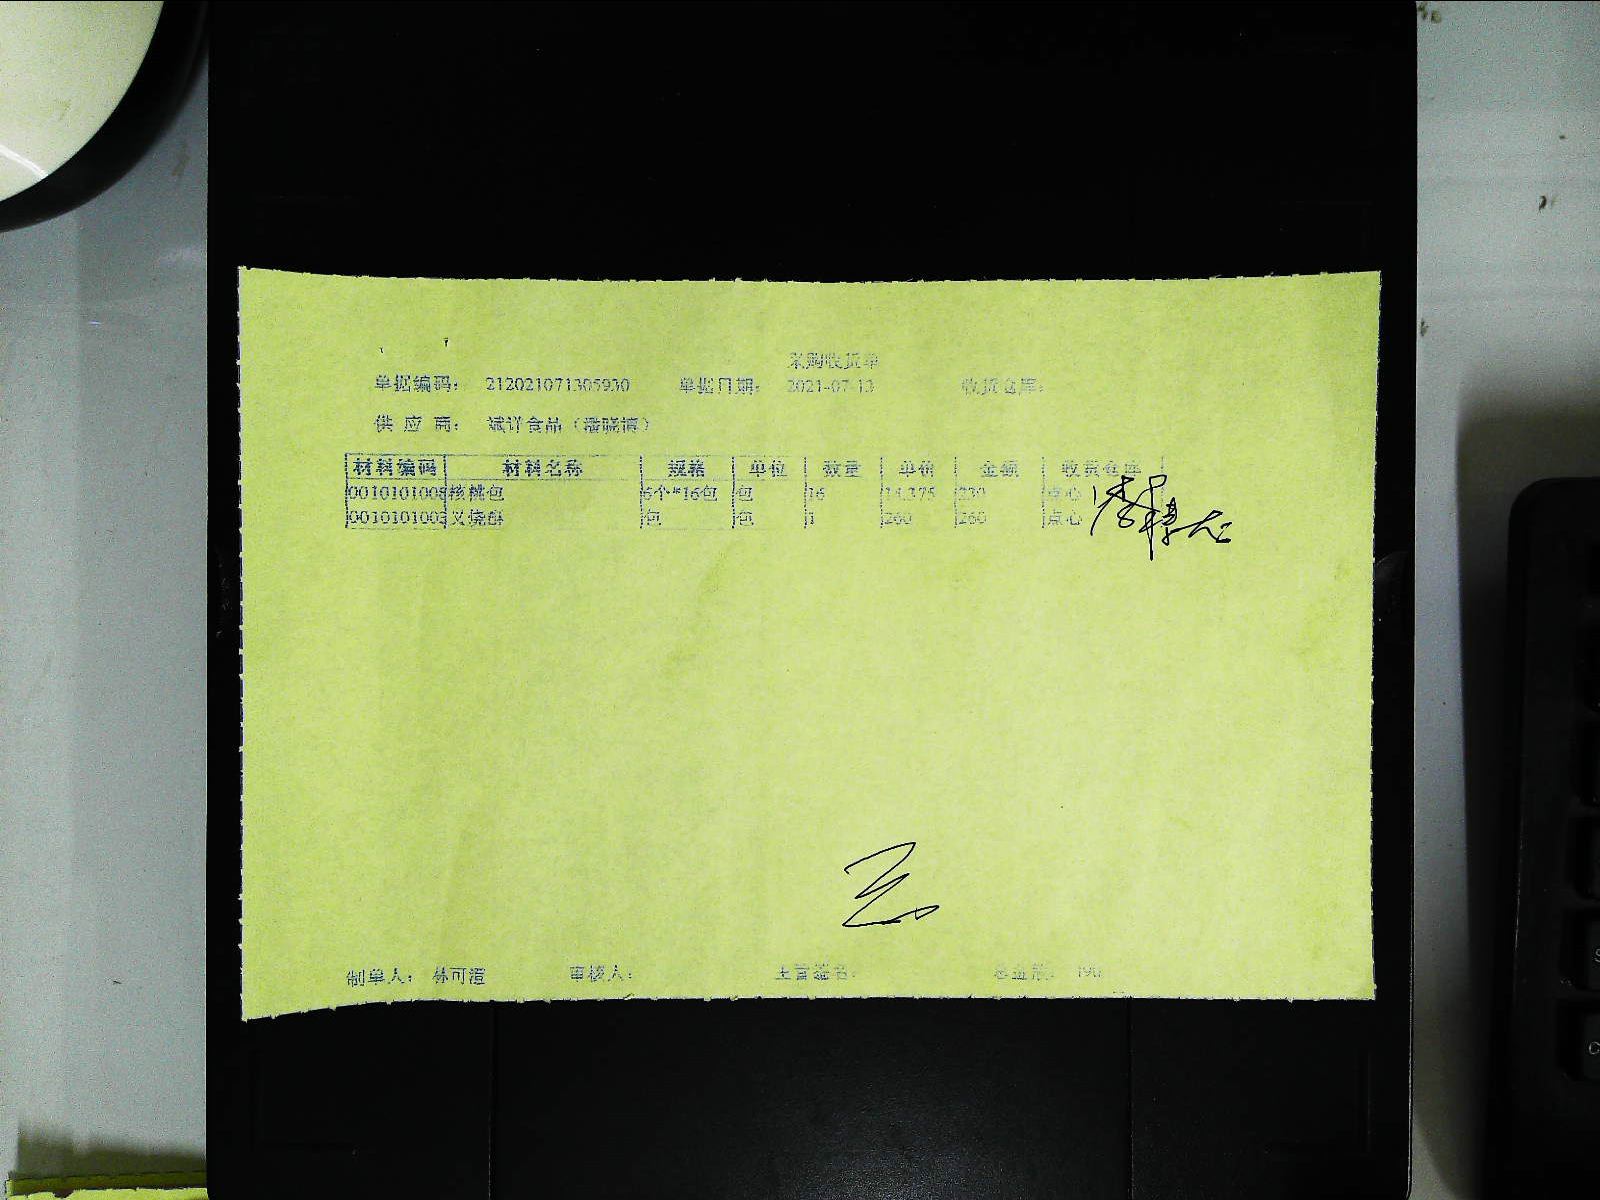 采购收货单
单据编码： 212021071305930 单据日期： 2021-07-13 收货仓库：
供 应 商： 斌详食品（潘晓博）
材料编码 材料名称 规格 单位 数量 单价 金额 收货仓库
0010101008 核桃包 6个*16包 包 16 14.375 230 点心
0010101003 叉烧酥 包 包 1 260 260 点心
制单人： 林可渲 审核人： 主管签名： 总金额： 490